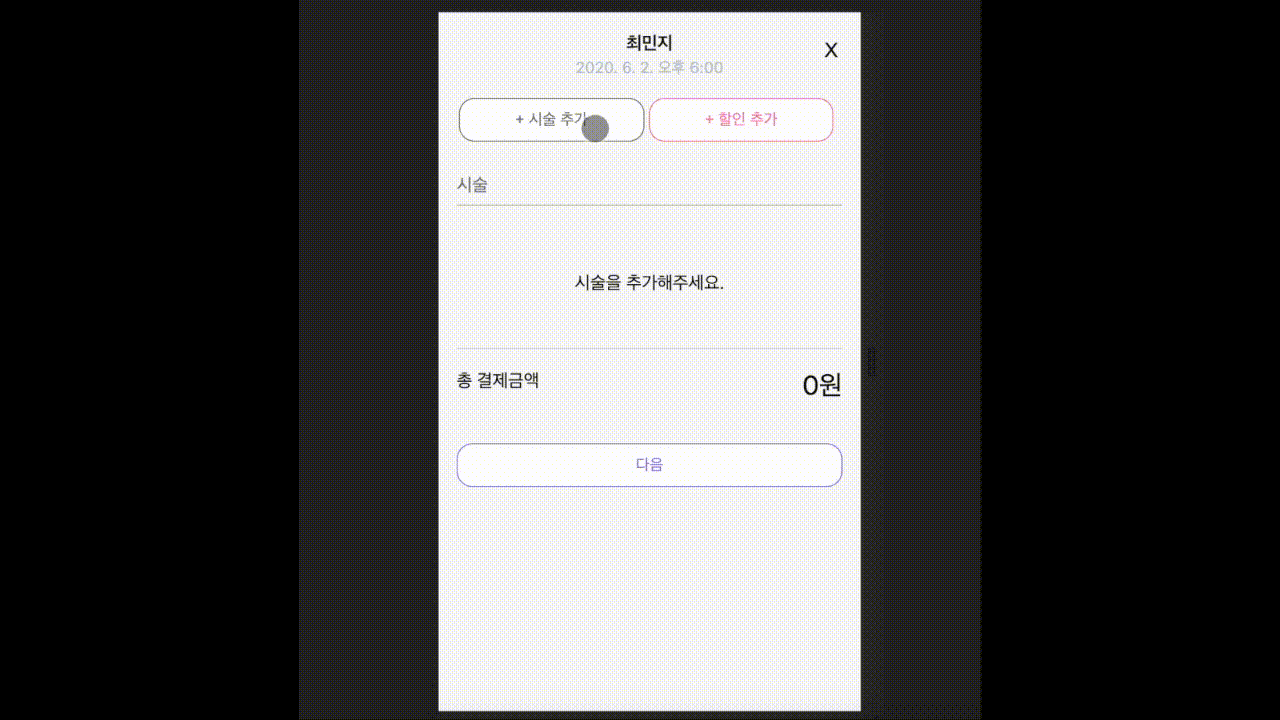 최민지
X
2020. 6. 2. 오후 6:00
+ 시술 추가
+ 할인 추가
시술
시술을 추가해주세요.
총 결제금액
0원
다음